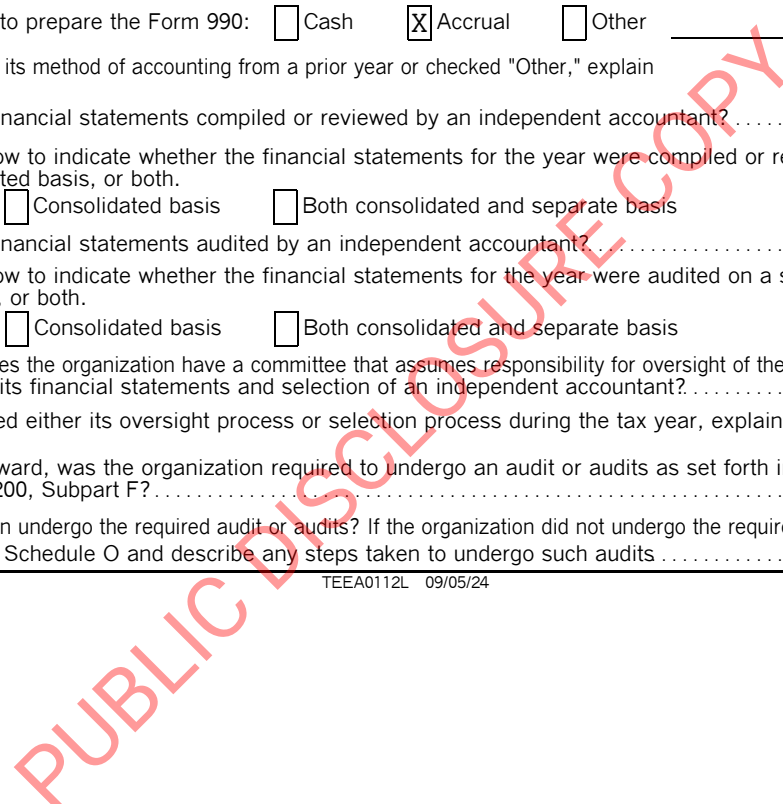 to prepare the Form 990: Cash X Accrual Other
its method of accounting from a prior year or checked "Other," explain
nancial statements compiled or reviewed by an independent accountant? . . . . .
ow to indicate whether the financial statements for the year were compiled or re
ted basis, or both.
Consolidated basis Both consolidated and separate basis
nancial statements audited by an independent accountant?. . . . . . . . . . . . . . . . . .
ow to indicate whether the financial statements for the year were audited on a s
, or both.
Consolidated basis Both consolidated and separate basis
es the organization have a committee that assumes responsibility for oversight of the
its financial statements and selection of an independent accountant?. . . . . . . . . .
ed either its oversight process or selection process during the tax year, explain
ward, was the organization required to undergo an audit or audits as set forth i
200, Subpart F? . . . . . . . . . . . . . . . . . . . . . . . . . . . . . . . . . . . . . . . . . . . . . . . . . . . . . . . . . . .
n undergo the required audit or audits? If the organization did not undergo the require
Schedule O and describe any steps taken to undergo such audits. . . . . . . . . . . .
TEEA0112L 09/05/24
PUBLIC DISCLOSURE COPY